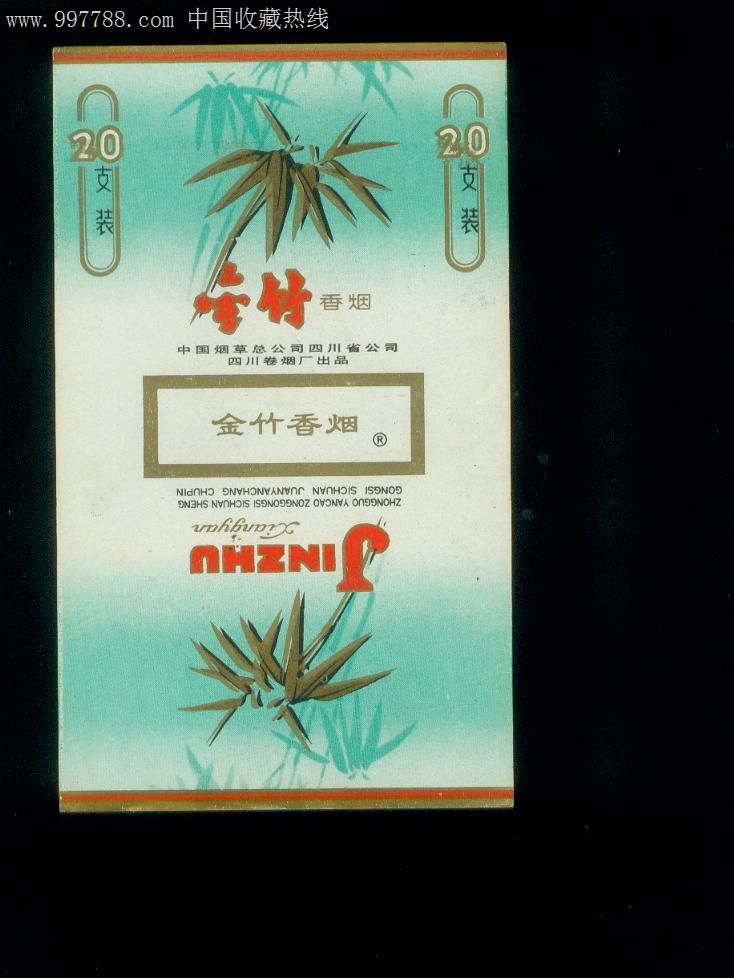 www.997788.com 中国收藏热线
20
支装
20
支装
金竹 香烟
中国烟草总公司四川省公司
四川卷烟厂出品
金竹香烟 ®
ZHONGGUO YANCAO ZONGGONGSI SICHUAN SHENG
GONGSI SICHUAN JUANYANCHANG CHUPIN
Xiangyan
JINZHU